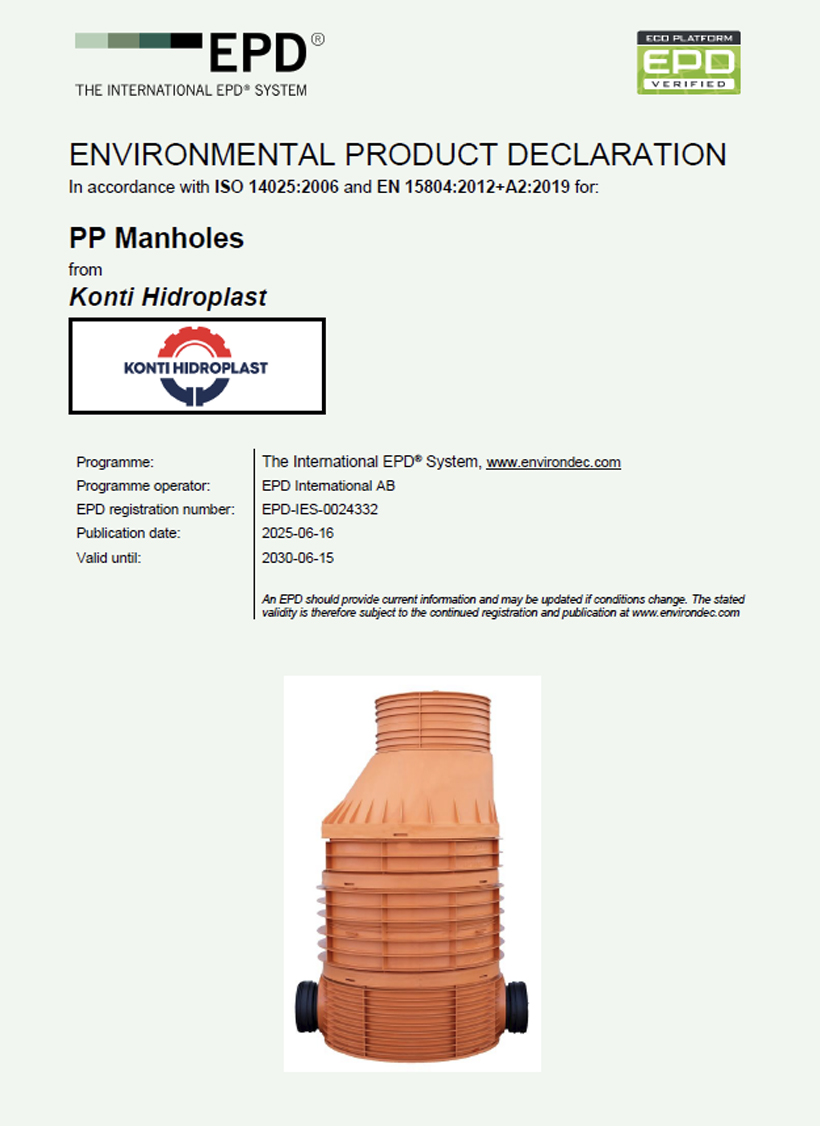 EPD®
THE INTERNATIONAL EPD® SYSTEM
ECO PLATFORM
EPD
VERIFIED
ENVIRONMENTAL PRODUCT DECLARATION
In accordance with ISO 14025:2006 and EN 15804:2012+A2:2019 for:
PP Manholes
from
Konti Hidroplast
KONTI HIDROPLAST
Programme: The International EPD® System, www.environdec.com
Programme operator: EPD International AB
EPD registration number: EPD-IES-0024332
Publication date: 2025-06-16
Valid until: 2030-06-15
An EPD should provide current information and may be updated if conditions change. The stated
validity is therefore subject to the continued registration and publication at www.environdec.com